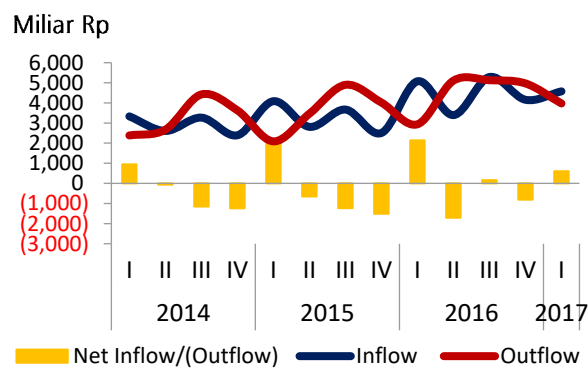 Miliar Rp
6,000
5,000
4,000
3,000
2,000
1,000
0
(1,000)
(2,000)
(3,000)
I II III IV I II III IV I II III IV I
2014 2015 2016 2017
Net Inflow/(Outflow) Inflow Outflow